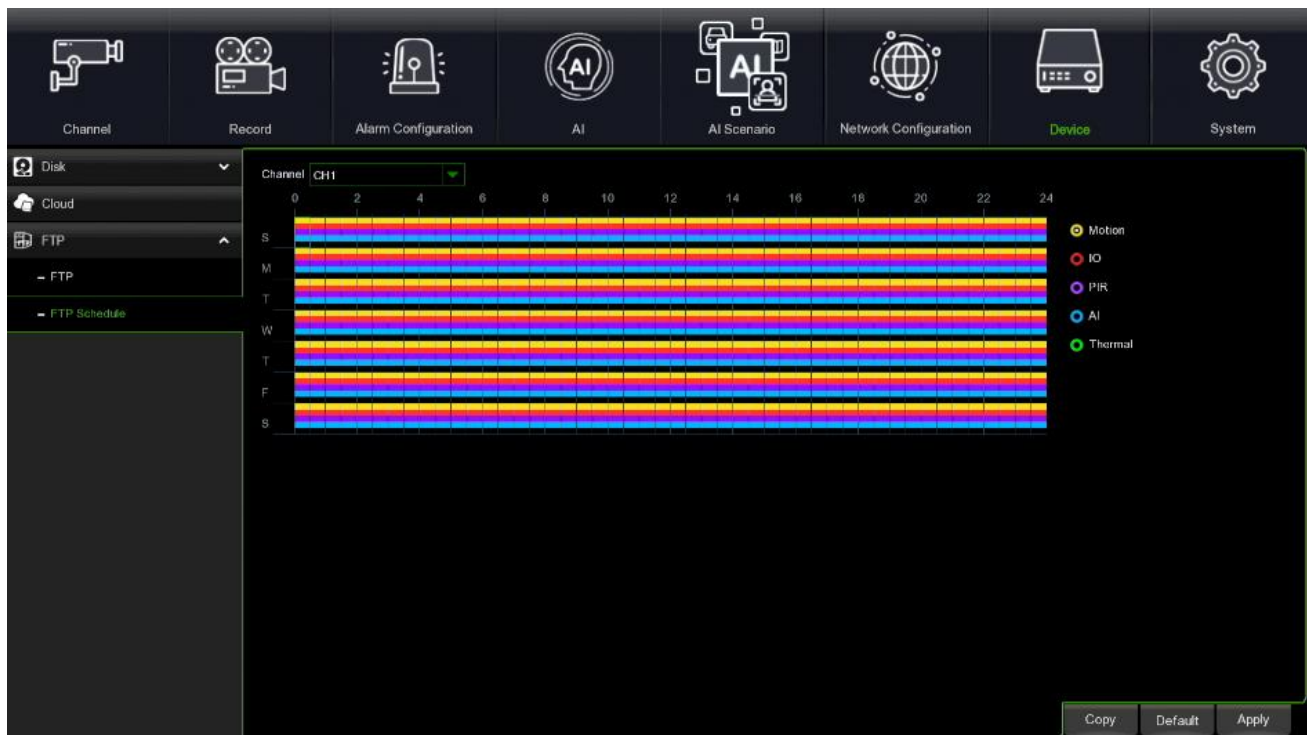 Channel Record Alarm Configuration AI AI Scenario Network Configuration Device System
Disk
Cloud
FTP
– FTP
– FTP Schedule
Channel CH1
0 2 4 6 8 10 12 14 16 18 20 22 24
S
M
T
W
T
F
S
Motion
IO
PIR
AI
Thermal
Copy Default Apply